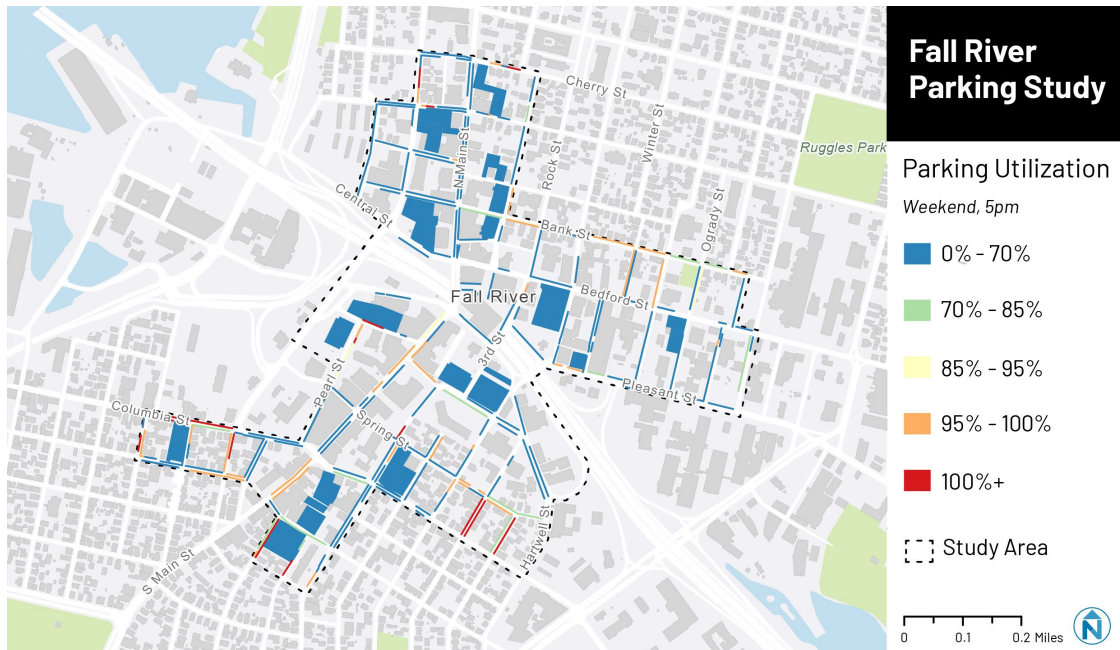 Fall River
Parking Study
Parking Utilization
Weekend, 5pm
0% - 70%
70% - 85%
85% - 95%
95% - 100%
100%+
Study Area
0 0.1 0.2 Miles
N
Cherry St
Ruggles Park
Winter St
Rock St
N Main St
Ogrady St
Central St
Bank St
Fall River
Bedford St
3rd St
Pearl St
Pleasant St
Columbia St
Spring St
Hartwell St
S Main St